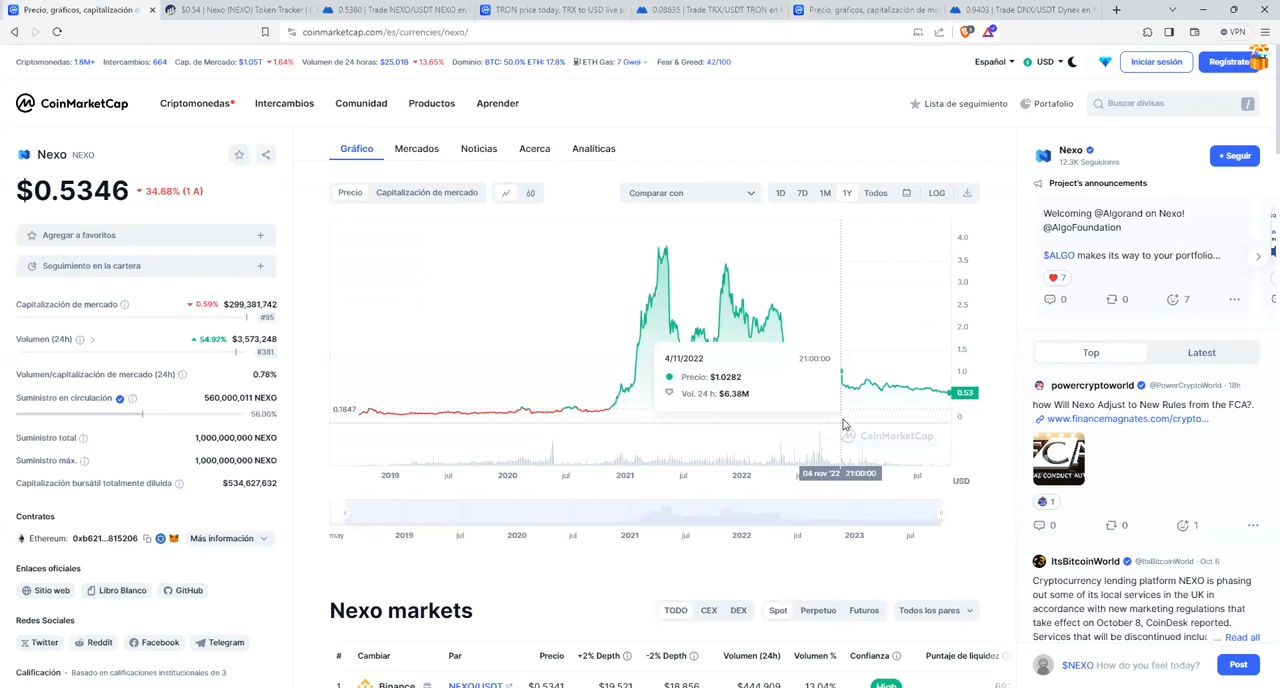 Precio, gráficos, capitalización d
$0.54 | Nexo (NEXO) Token Tracker | E
0.5360 | Trade NEXO/USDT NEXO en
TRON price today, TRX to USD live p
0.08635 | Trade TRX/USDT TRON en
Precio, gráficos, capitalización de me
0.9403 | Trade DNX/USDT Dynex en
coinmarketcap.com/es/currencies/nexo/
VPN
Criptomonedas: 1.8M+ Intercambios: 664 Cap. de Mercado: $1.05T 1.64% Volumen de 24 horas: $25.01B 13.65% Dominio: BTC: 50.0% ETH: 17.8% ETH Gas: 7 Gwei Fear & Greed: 42/100
Español USD Iniciar sesión Regístrate
CoinMarketCap
Criptomonedas Intercambios Comunidad Productos Aprender
Lista de seguimiento Portafolio Buscar divisas /
Nexo NEXO
$0.5346 34.68% (1 A)
Agregar a favoritos +
Seguimiento en la cartera +
Capitalización de mercado 0.59% $299,381,742
#95
Volumen (24h) 54.92% $3,573,248
#381
Volumen/capitalización de mercado (24h) 0.78%
Suministro en circulación 560,000,011 NEXO
56.00%
Suministro total 1,000,000,000 NEXO
Suministro máx. 1,000,000,000 NEXO
Capitalización bursátil totalmente diluida $534,627,632
Contratos
Ethereum: 0xb621...815206 Más información
Enlaces oficiales
Sitio web Libro Blanco GitHub
Redes Sociales
Twitter Reddit Facebook Telegram
Calificación · Basado en calificaciones institucionales de 3
Gráfico Mercados Noticias Acerca Analíticas
Precio Capitalización de mercado
Comparar con
1D 7D 1M 1Y Todos LOG
4.0
3.5
3.0
2.5
2.0
1.5
1.0
0.53
0
0.1847
4/11/2022 21:00:00
Precio: $1.0282
Vol. 24 h: $6.38M
CoinMarketCap
04 nov '22 21:00:00
2019 jul 2020 jul 2021 jul 2022 jul
USD
may 2019 jul 2020 jul 2021 jul 2022 jul 2023 jul
Nexo markets
TODO CEX DEX Spot Perpetuo Futuros Todos los pares
# Cambiar Par Precio +2% Depth -2% Depth Volumen (24h) Volumen % Confianza Puntaje de liquidez
1 Binance NEXO/USDT $0.5341 $19,521 $18,856 $444,909 13.04% High
Nexo
12.3K Seguidores
+ Seguir
Project's announcements
Welcoming @Algorand on Nexo!
@AlgoFoundation
$ALGO makes its way to your portfolio...
7
0 0 7
Top Latest
powercryptoworld @PowerCryptoWorld · 18h
how Will Nexo Adjust to New Rules from the FCA?.
www.financemagnates.com/crypto...
1
0 0 1
ItsBitcoinWorld @ItsBitcoinWorld · Oct 6
Cryptocurrency lending platform NEXO is phasing
out some of its local services in the UK in
accordance with new marketing regulations that
take effect on October 8, CoinDesk reported.
Services that will be discontinued inclu ... Read all
$NEXO How do you feel today?
Post